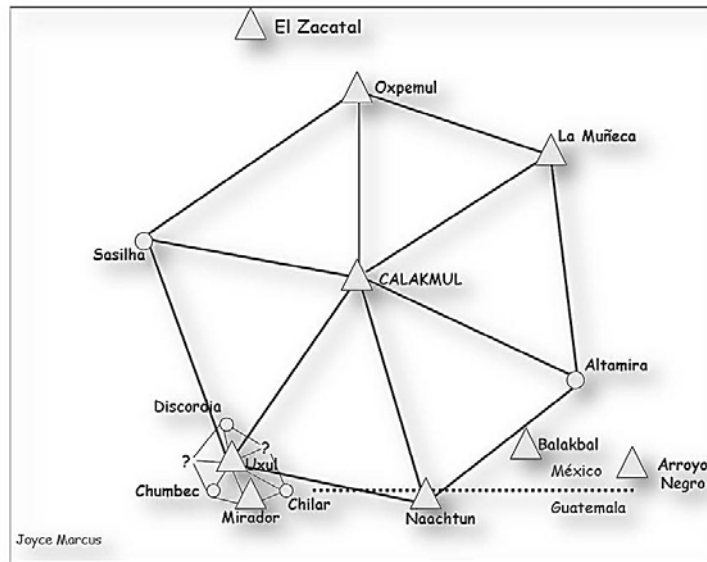 El Zacatal
Oxpemul
La Muñeca
Sasilha
CALAKMUL
Altamira
Discordia
?
?
Uxul
Balakbal
México
Arroyo
Negro
Chumbec
Mirador
Chilar
Naachtun
Guatemala
Joyce Marcus